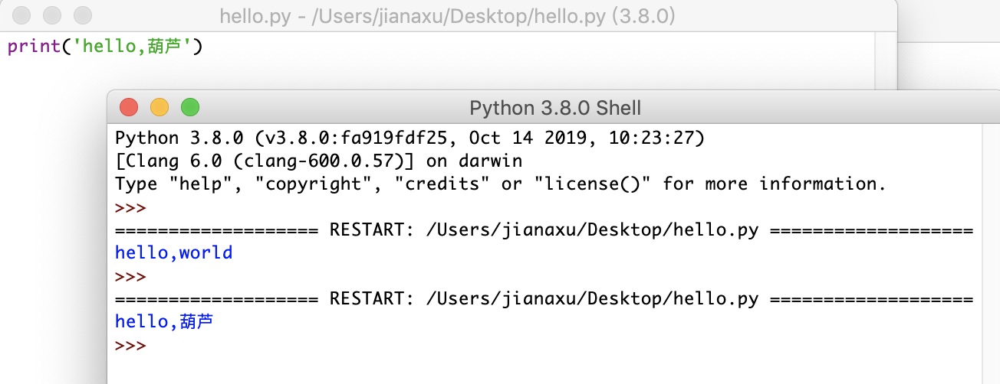 hello.py - /Users/jianaxu/Desktop/hello.py (3.8.0)
print('hello,葫芦')
Python 3.8.0 Shell
Python 3.8.0 (v3.8.0:fa919fdf25, Oct 14 2019, 10:23:27)
[Clang 6.0 (clang-600.0.57)] on darwin
Type "help", "copyright", "credits" or "license()" for more information.
>>>
=================== RESTART: /Users/jianaxu/Desktop/hello.py ===================
hello,world
>>>
=================== RESTART: /Users/jianaxu/Desktop/hello.py ===================
hello,葫芦
>>>